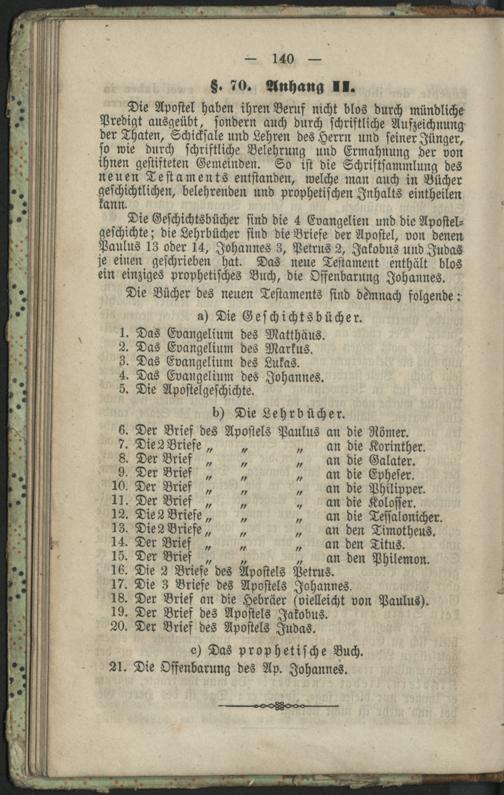 — 140 —
§. 70. Anhang II.
Die Apostel haben ihren Beruf nicht blos durch mündliche
Predigt ausgeübt, sondern auch durch schriftliche Aufzeichnung
der Thaten, Schicksale und Lehren des Herrn und seiner Jünger,
so wie durch schriftliche Belehrung und Ermahnung der von
ihnen gestifteten Gemeinden. So ist die Schriftsammlung des
neuen Testaments entstanden, welche man auch in Bücher
geschichtlichen, belehrenden und prophetischen Inhalts eintheilen
kann.
Die Geschichtsbücher sind die 4 Evangelien und die Apostel-
geschichte; die Lehrbücher sind die Briefe der Apostel, von denen
Paulus 13 oder 14, Johannes 3, Petrus 2, Jakobus und Judas
je einen geschrieben hat. Das neue Testament enthält blos
ein einziges prophetisches Buch, die Offenbarung Johannes.
Die Bücher des neuen Testaments sind demnach folgende:
a) Die Geschichtsbücher.
1. Das Evangelium des Matthäus.
2. Das Evangelium des Markus.
3. Das Evangelium des Lukas.
4. Das Evangelium des Johannes.
5. Die Apostelgeschichte.
b) Die Lehrbücher.
6. Der Brief des Apostels Paulus an die Römer.
7. Die 2 Briefe „ „ „ an die Korinther.
8. Der Brief „ „ „ an die Galater.
9. Der Brief „ „ „ an die Epheser.
10. Der Brief „ „ „ an die Philipper.
11. Der Brief „ „ „ an die Kolosser.
12. Die 2 Briefe „ „ „ an die Tessalonicher.
13. Die 2 Briefe „ „ „ an den Timotheus.
14. Der Brief „ „ „ an den Titus.
15. Der Brief „ „ „ an den Philemon.
16. Die 2 Briefe des Apostels Petrus.
17. Die 3 Briefe des Apostels Johannes.
18. Der Brief an die Hebräer (vielleicht von Paulus).
19. Der Brief des Apostels Jakobus.
20. Der Brief des Apostels Judas.
c) Das prophetische Buch.
21. Die Offenbarung des Ap. Johannes.